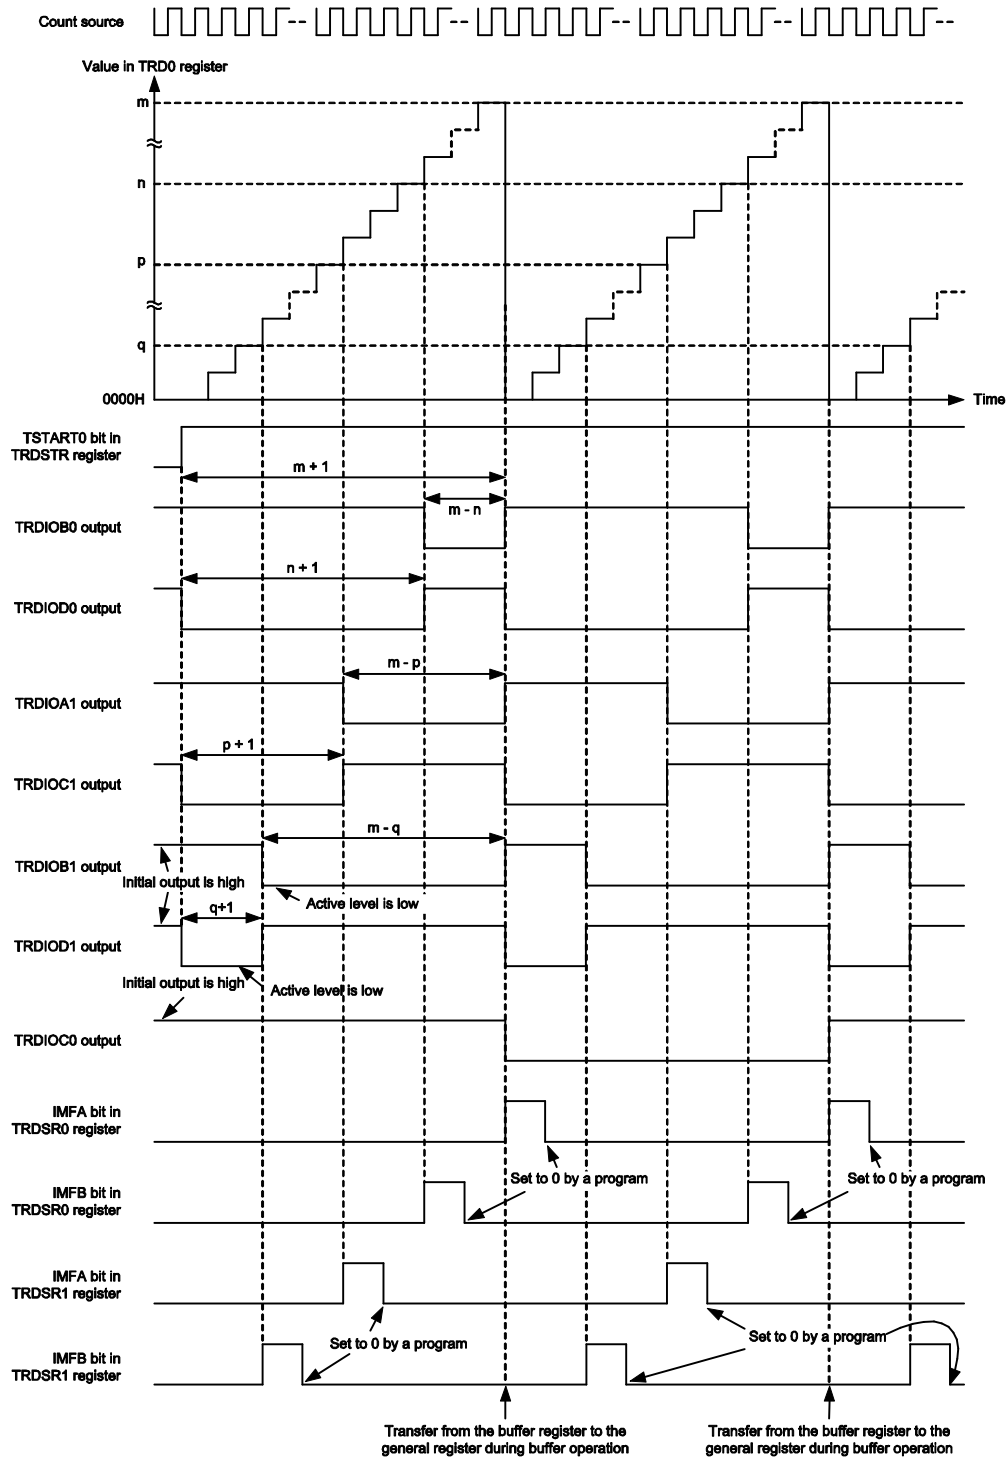 Count source
Value in TRD0 register
m
n
p
q
0000H
Time
TSTART0 bit in
TRDSTR register
m + 1
m - n
TRDIOB0 output
n + 1
TRDIOD0 output
m - p
TRDIOA1 output
p + 1
TRDIOC1 output
m - q
TRDIOB1 output
Initial output is high
Active level is low
q+1
TRDIOD1 output
Initial output is high
Active level is low
TRDIOC0 output
IMFA bit in
TRDSR0 register
Set to 0 by a program
Set to 0 by a program
IMFB bit in
TRDSR0 register
IMFA bit in
TRDSR1 register
Set to 0 by a program
Set to 0 by a program
IMFB bit in
TRDSR1 register
Transfer from the buffer register to the
general register during buffer operation
Transfer from the buffer register to the
general register during buffer operation